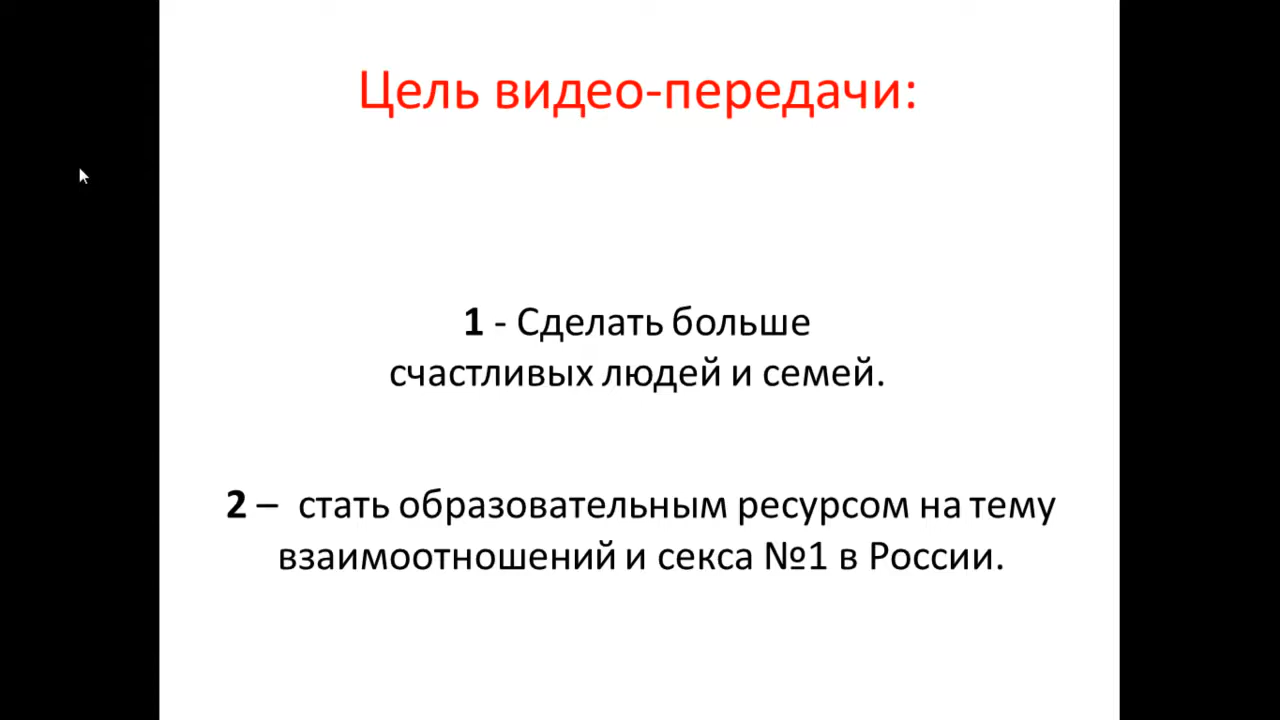 Цель видео-передачи:
1 - Сделать больше
счастливых людей и семей.
2 – стать образовательным ресурсом на тему
взаимоотношений и секса №1 в России.